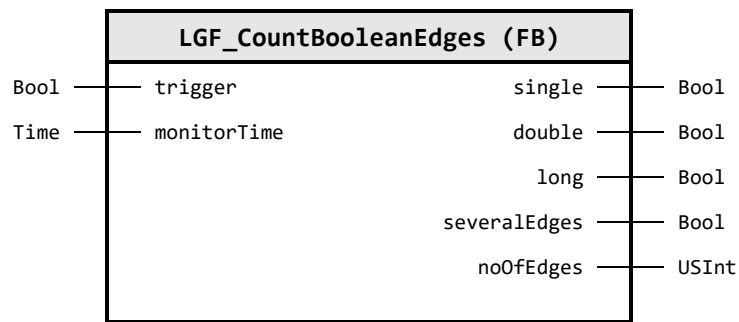 LGF_CountBooleanEdges (FB)
Bool trigger single Bool
Time monitorTime double Bool
long Bool
severalEdges Bool
noOfEdges USInt